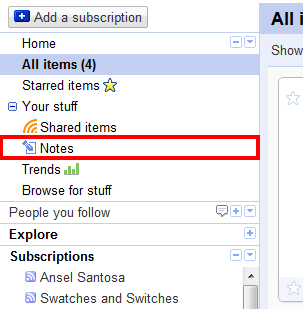 Add a subscription
All i
Home
Show
All items (4)
Starred items
Your stuff
Shared items
Notes
Trends
Browse for stuff
People you follow
Explore
Subscriptions
Ansel Santosa
Swatches and Switches